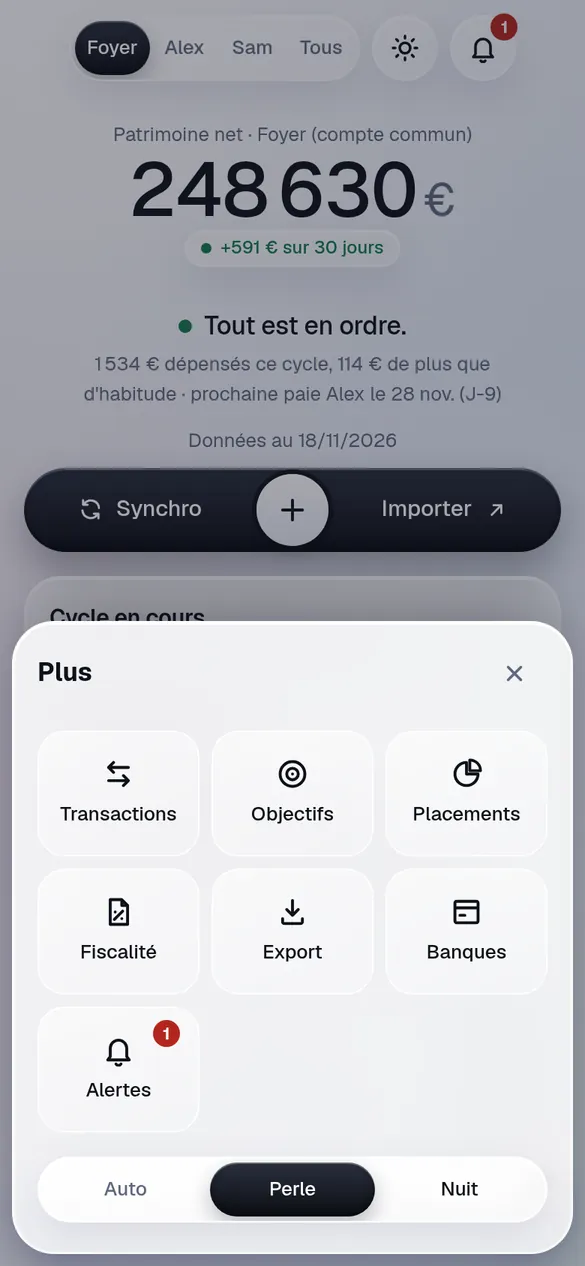 Foyer Alex Sam Tous 1
Patrimoine net · Foyer (compte commun)
248 630 €
+591 € sur 30 jours
Tout est en ordre.
1 534 € dépensés ce cycle, 114 € de plus que
d'habitude · prochaine paie Alex le 28 nov. (J-9)
Données au 18/11/2026
Synchro + Importer
Cycle en cours
Plus
Transactions Objectifs Placements
Fiscalité Export Banques
1
Alertes
Auto Perle Nuit